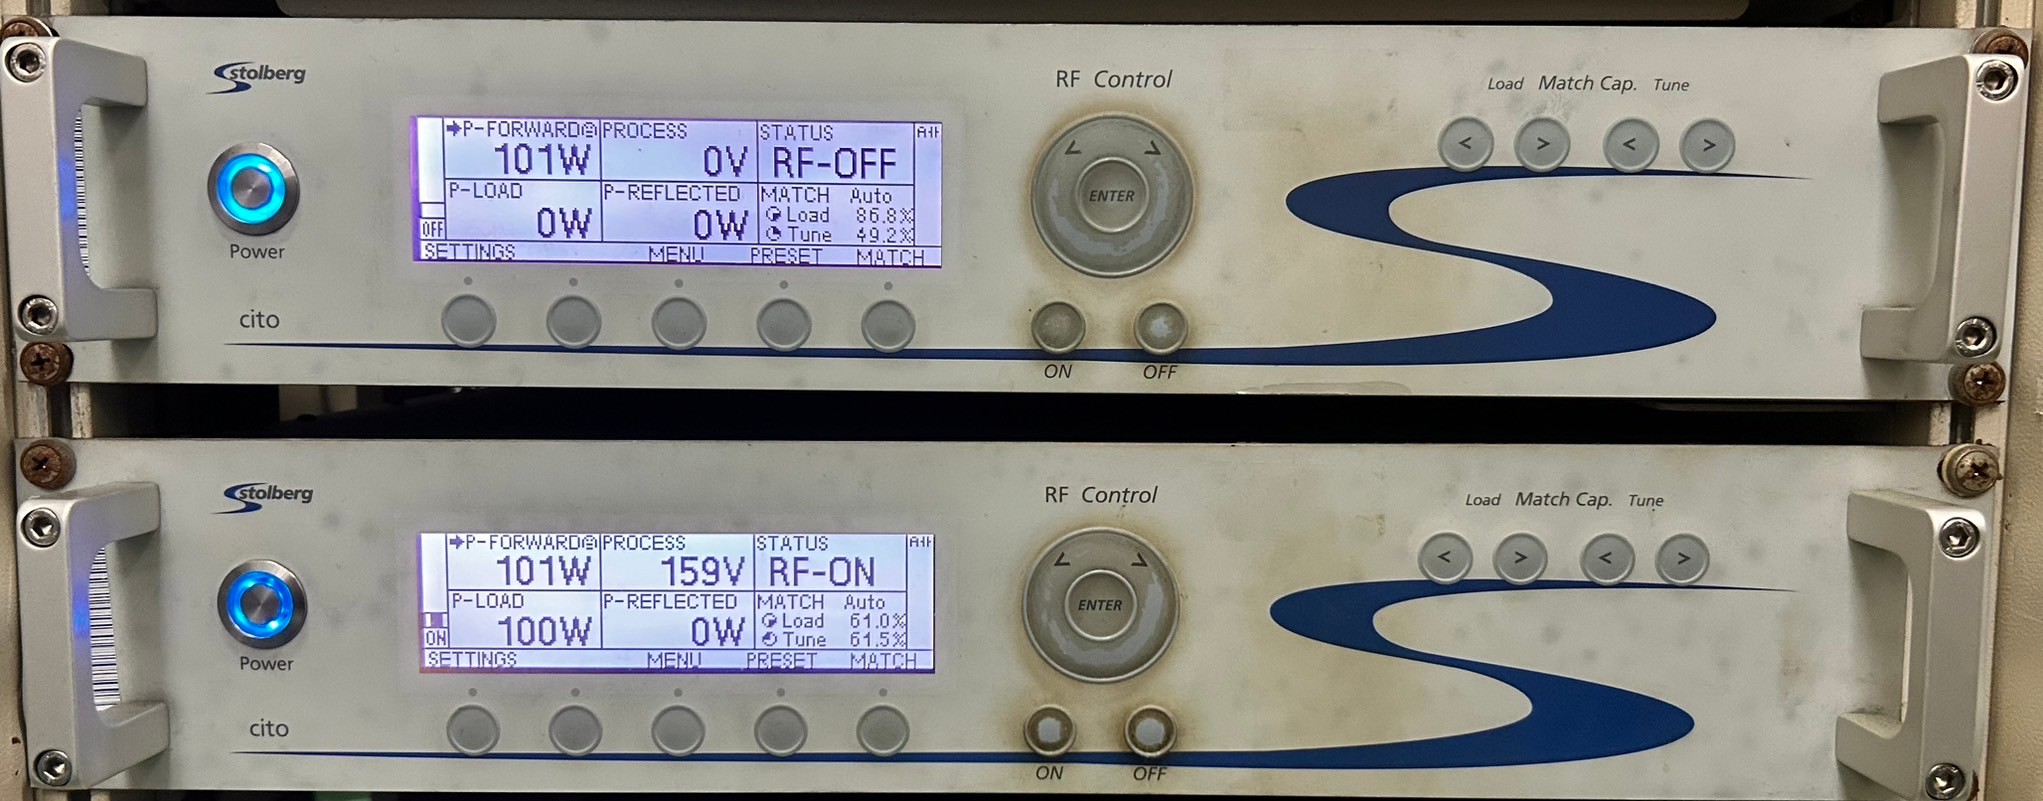 Stolberg
RF Control
Load Match Cap. Tune
P-FORWARD PROCESS STATUS
101W 0V RF-OFF
P-LOAD P-REFLECTED MATCH Auto
Load 86.8%
0W 0W
OFF Tune 49.2%
SETTINGS MENU PRESET MATCH
< >
ENTER
< > < >
Power
cito
ON OFF
Stolberg
RF Control
Load Match Cap. Tune
P-FORWARD PROCESS STATUS
101W 159V RF-ON
P-LOAD P-REFLECTED MATCH Auto
Load 61.0%
100W 0W
ON Tune 61.5%
SETTINGS MENU PRESET MATCH
< >
ENTER
< > < >
Power
cito
ON OFF